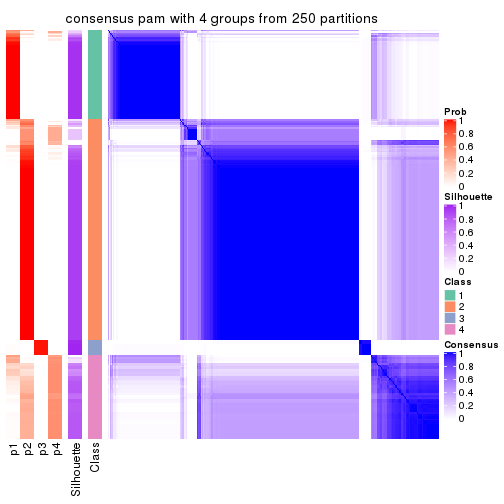 consensus pam with 4 groups from 250 partitions
Prob
1
0.8
0.6
0.4
0.2
0
Silhouette
1
0.8
0.6
0.4
0.2
0
Class
1
2
3
4
Consensus
1
0.8
0.6
0.4
0.2
0
p1
p2
p3
p4
Silhouette
Class